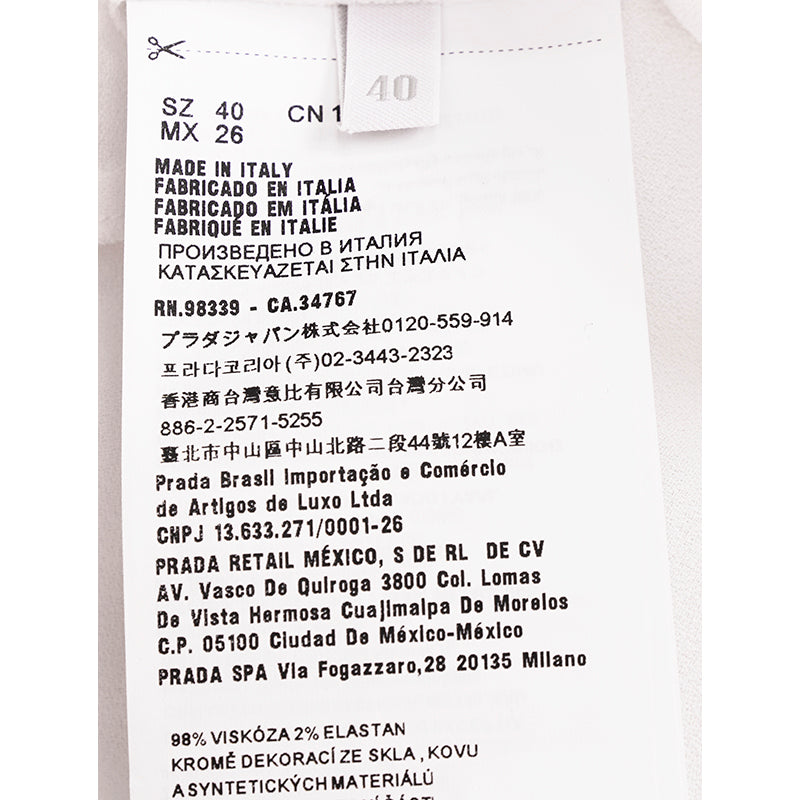 40
SZ 40 CN 1
MX 26
MADE IN ITALY
FABRICADO EN ITALIA
FABRICADO EM ITÁLIA
FABRIQUÉ EN ITALIE
ПРОИЗВЕДЕНО В ИТАЛИЯ
ΚΑΤΑΣΚΕΥΑΖΕΤΑΙ ΣΤΗΝ ΙΤΑΛΙΑ
RN.98339 - CA.34767
プラダジャパン株式会社0120-559-914
프라다코리아(주)02-3443-2323
香港商台灣意比有限公司台灣分公司
886-2-2571-5255
臺北市中山區中山北路二段44號12樓A室
Prada Brasil Importação e Comércio
de Artigos de Luxo Ltda
CNPJ 13.633.271/0001-26
PRADA RETAIL MÉXICO, S DE RL DE CV
AV. Vasco De Quiroga 3800 Col. Lomas
De Vista Hermosa Cuajimalpa De Morelos
C.P. 05100 Ciudad De México-México
PRADA SPA Via Fogazzaro,28 20135 Milano
98% VISKÓZA 2% ELASTAN
KROMĚ DEKORACÍ ZE SKLA , KOVU
A SYNTETICKÝCH MATERIÁLŮ